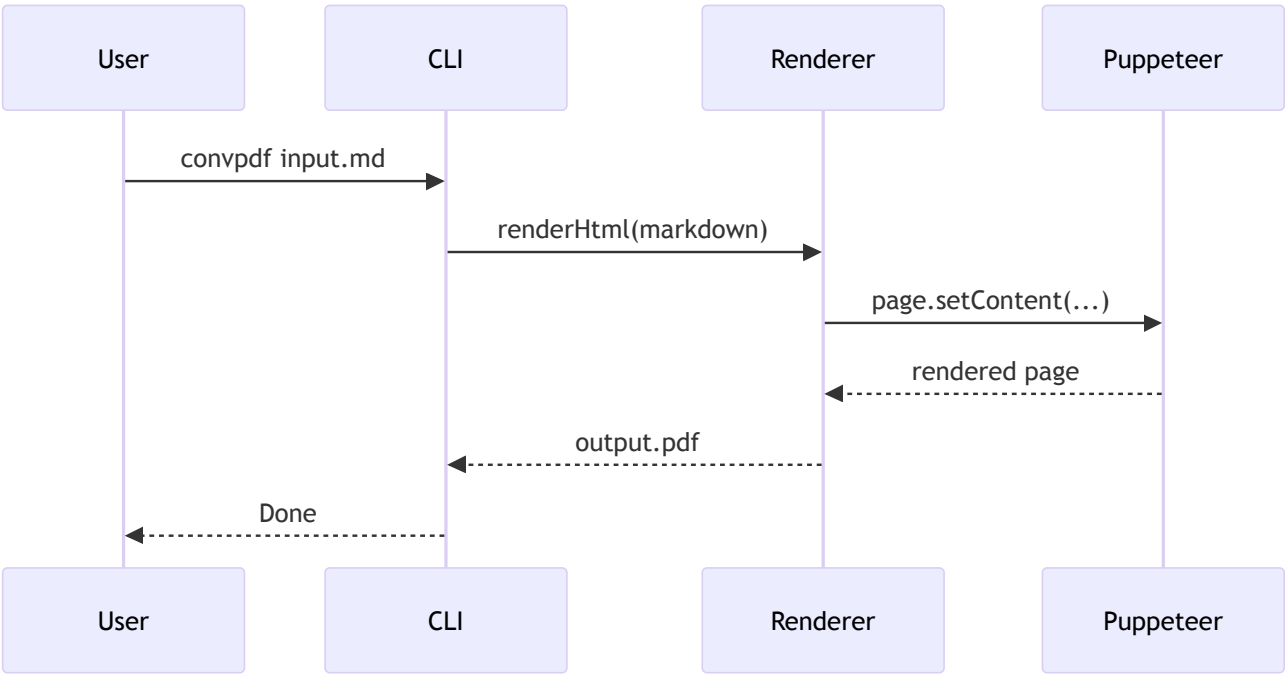 User
CLI
Renderer
Puppeteer
convpdf input.md
renderHtml(markdown)
page.setContent(...)
rendered page
output.pdf
Done
User
CLI
Renderer
Puppeteer